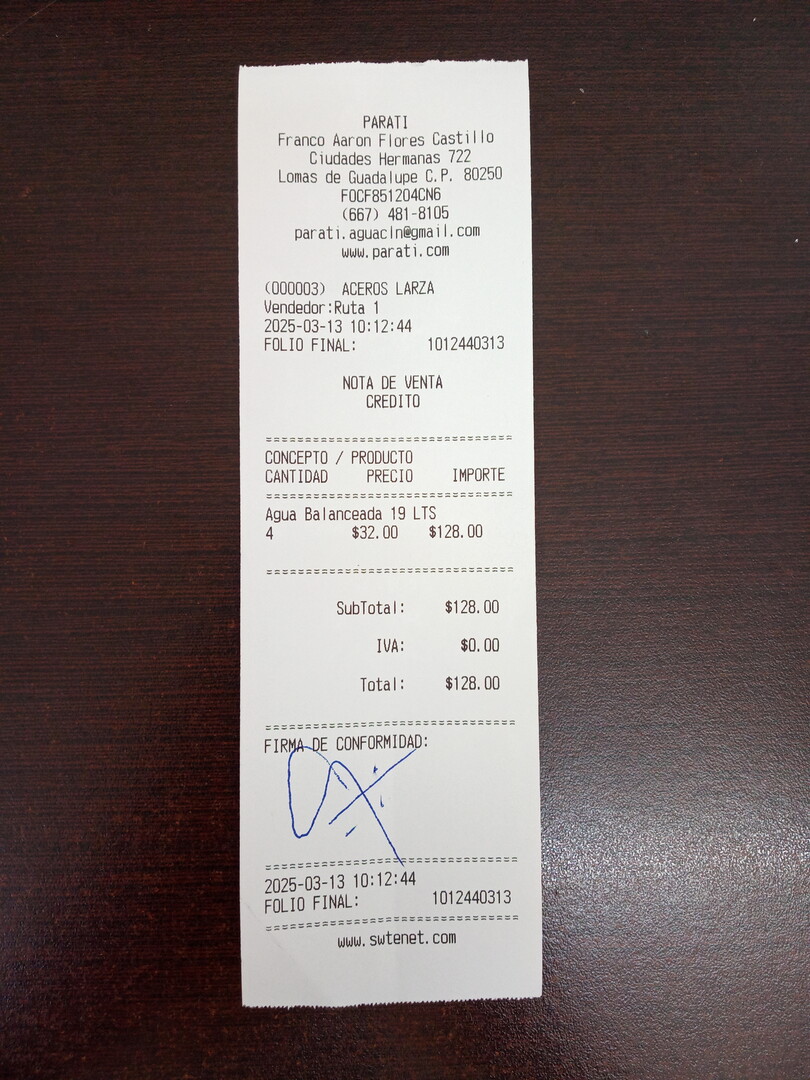 PARATI
Franco Aaron Flores Castillo
Ciudades Hermanas 722
Lomas de Guadalupe C.P. 80250
FOCF851204CN6
(667) 481-8105
parati.aguacln@gmail.com
www.parati.com
(000003) ACEROS LARZA
Vendedor:Ruta 1
2025-03-13 10:12:44
FOLIO FINAL: 1012440313
NOTA DE VENTA
CREDITO
================================
CONCEPTO / PRODUCTO
CANTIDAD PRECIO IMPORTE
================================
Agua Balanceada 19 LTS
4 $32.00 $128.00
================================
SubTotal: $128.00
IVA: $0.00
Total: $128.00
================================
FIRMA DE CONFORMIDAD:
================================
2025-03-13 10:12:44
FOLIO FINAL: 1012440313
================================
www.swtenet.com